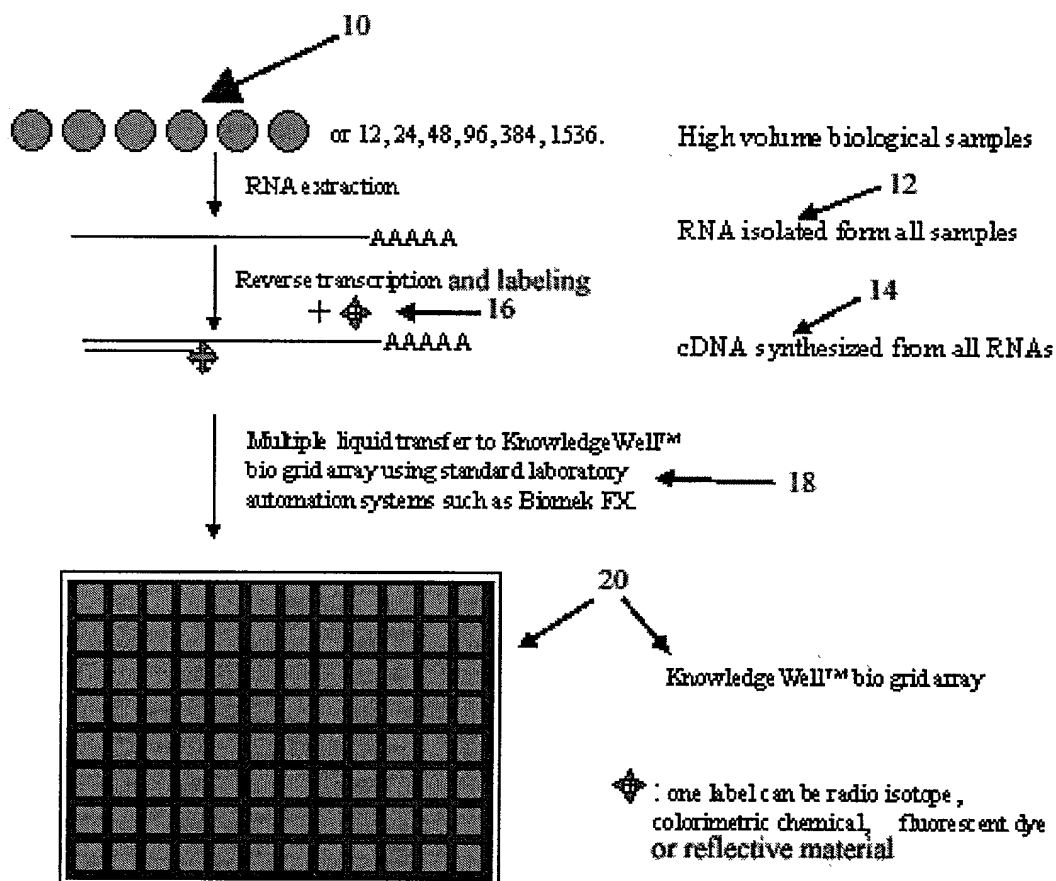 10
or 12,24,48,96,384,1536.
High volume biological samples
RNA extraction
12
AAAAA
RNA isolated form all samples
Reverse transcription and labeling
+
16
14
AAAAA
cDNA synthesized from all RNAs
Multiple liquid transfer to KnowledgeWell™
bio grid array using standard laboratory
automation systems such as Biomek FX.
18
20
KnowledgeWell™ bio grid array
: one label can be radio isotope,
colorimetric chemical, fluorescent dye
or reflective material